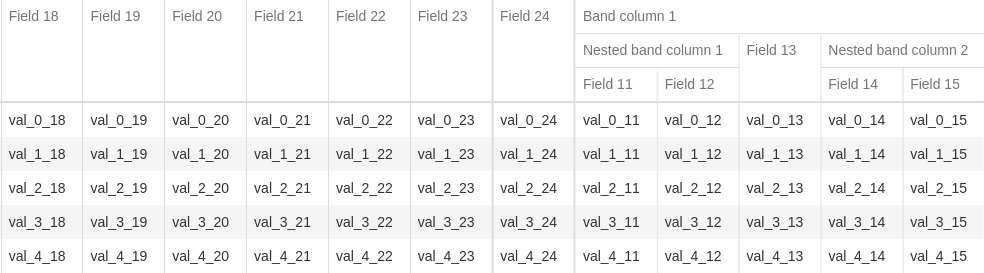 Field 18 Field 19 Field 20 Field 21 Field 22 Field 23 Field 24 Band column 1
Nested band column 1 Field 13 Nested band column 2
Field 11 Field 12 Field 14 Field 15
val_0_18 val_0_19 val_0_20 val_0_21 val_0_22 val_0_23 val_0_24 val_0_11 val_0_12 val_0_13 val_0_14 val_0_15
val_1_18 val_1_19 val_1_20 val_1_21 val_1_22 val_1_23 val_1_24 val_1_11 val_1_12 val_1_13 val_1_14 val_1_15
val_2_18 val_2_19 val_2_20 val_2_21 val_2_22 val_2_23 val_2_24 val_2_11 val_2_12 val_2_13 val_2_14 val_2_15
val_3_18 val_3_19 val_3_20 val_3_21 val_3_22 val_3_23 val_3_24 val_3_11 val_3_12 val_3_13 val_3_14 val_3_15
val_4_18 val_4_19 val_4_20 val_4_21 val_4_22 val_4_23 val_4_24 val_4_11 val_4_12 val_4_13 val_4_14 val_4_15